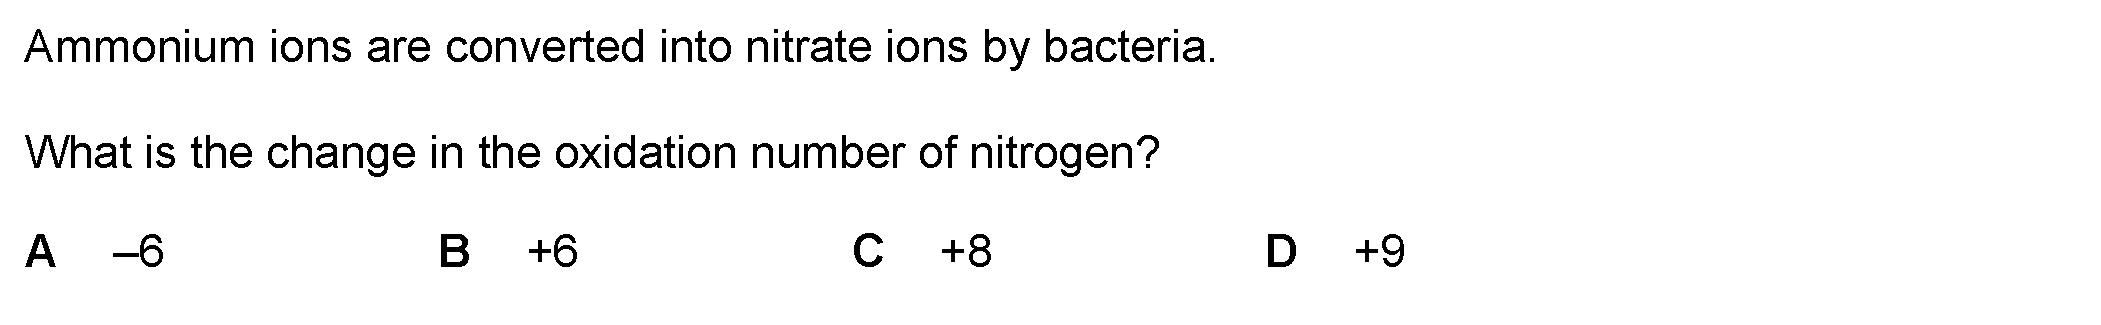 Ammonium ions are converted into nitrate ions by bacteria.
What is the change in the oxidation number of nitrogen?
A –6 B +6 C +8 D +9